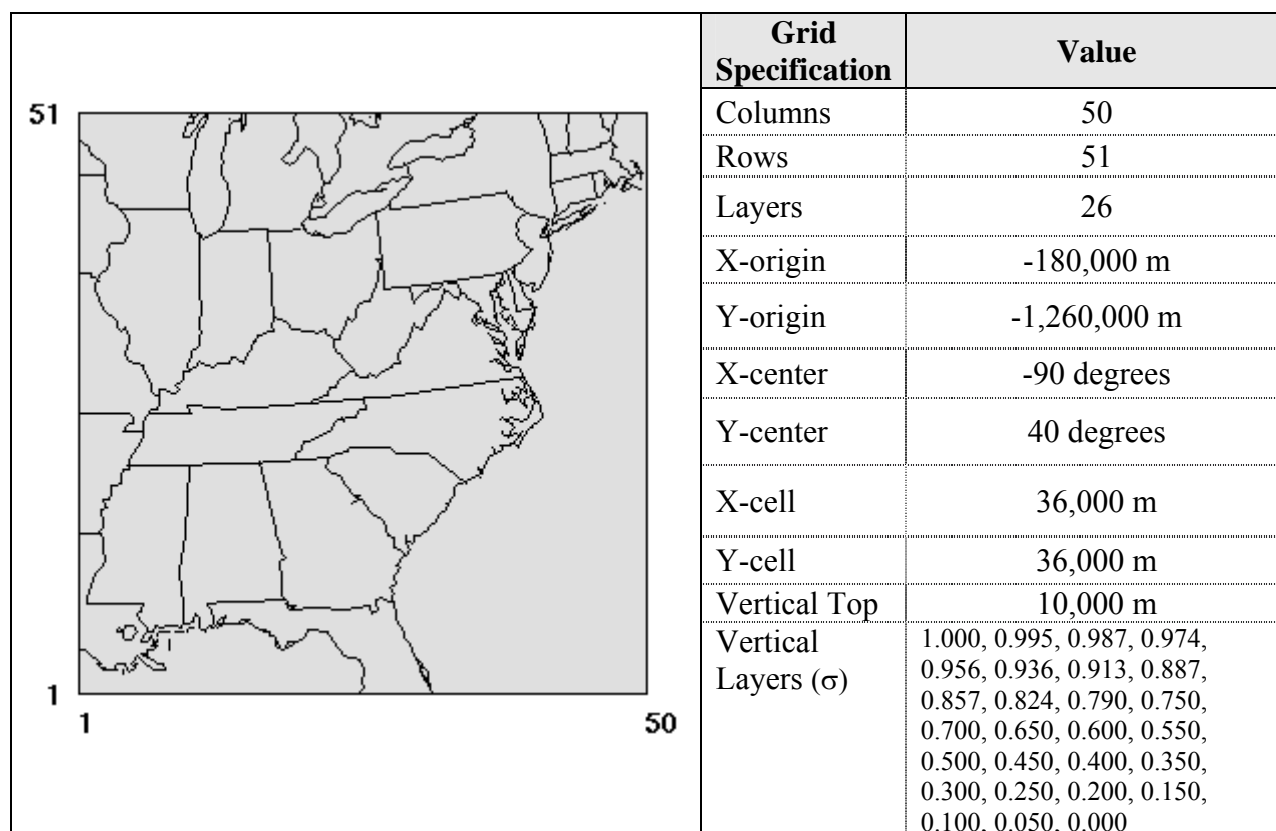 51
1
1
50
Grid Specification Value
Columns 50
Rows 51
Layers 26
X-origin -180,000 m
Y-origin -1,260,000 m
X-center -90 degrees
Y-center 40 degrees
X-cell 36,000 m
Y-cell 36,000 m
Vertical Top 10,000 m
Vertical Layers (σ)
1.000, 0.995, 0.987, 0.974,
0.956, 0.936, 0.913, 0.887,
0.857, 0.824, 0.790, 0.750,
0.700, 0.650, 0.600, 0.550,
0.500, 0.450, 0.400, 0.350,
0.300, 0.250, 0.200, 0.150,
0.100, 0.050, 0.000